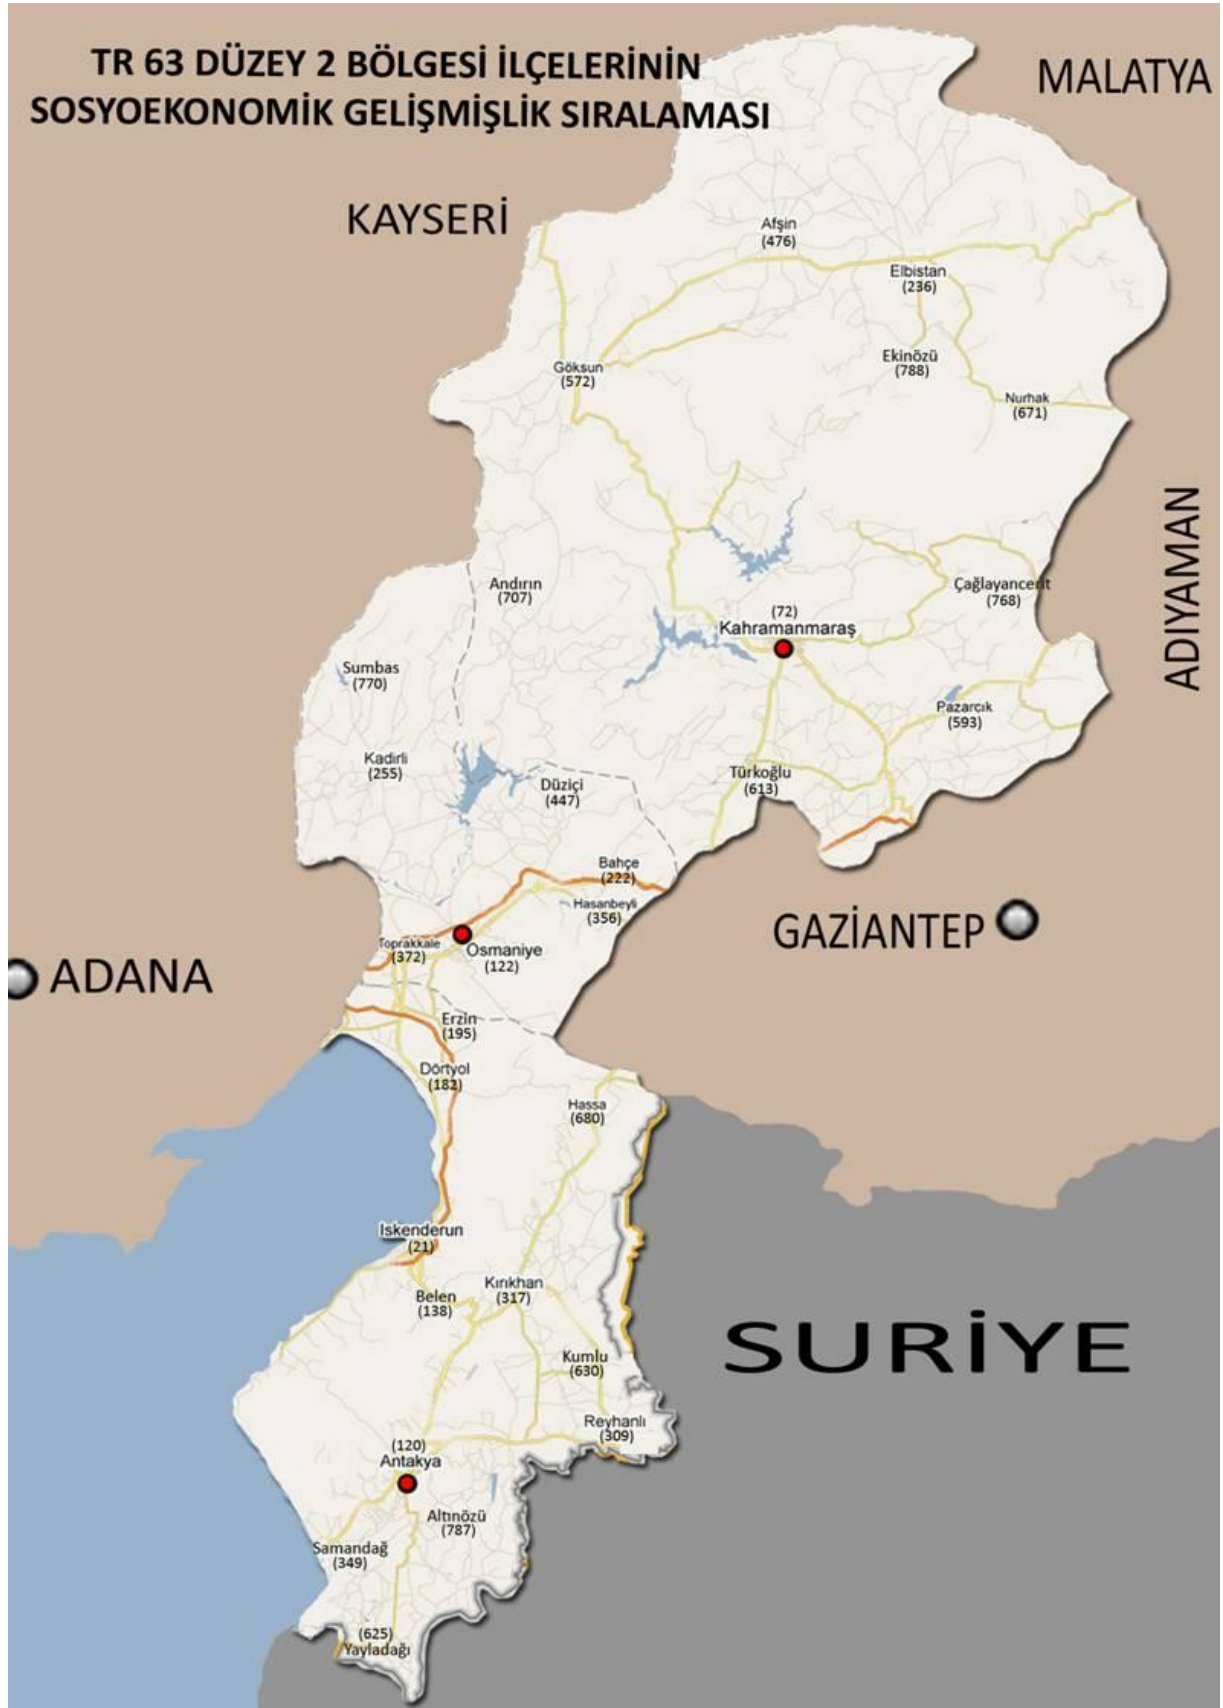 TR 63 DÜZEY 2 BÖLGESİ İLÇELERİNİN
SOSYOEKONOMİK GELİŞMİŞLİK SIRALAMASI
MALATYA
KAYSERİ
Afşin
(476)
Elbistan
(236)
Ekinözü
(788)
Göksun
(572)
Nurhak
(671)
ADIYAMAN
Andırın
(707)
Çağlayancerit
(768)
(72)
Kahramanmaraş
Sumbas
(770)
Pazarcık
(593)
Kadirli
(255)
Düziçi
(447)
Türkoğlu
(613)
Bahçe
(222)
Hasanbeyli
(356)
GAZİANTEP
Toprakkale
(372)
Osmaniye
(122)
ADANA
Erzin
(195)
Dörtyol
(182)
Hassa
(680)
Iskenderun
(21)
Belen
(138)
Kırıkhan
(317)
SURİYE
Kumlu
(630)
Reyhanlı
(309)
(120)
Antakya
Altınözü
(787)
Samandağ
(349)
(625)
Yayladağı